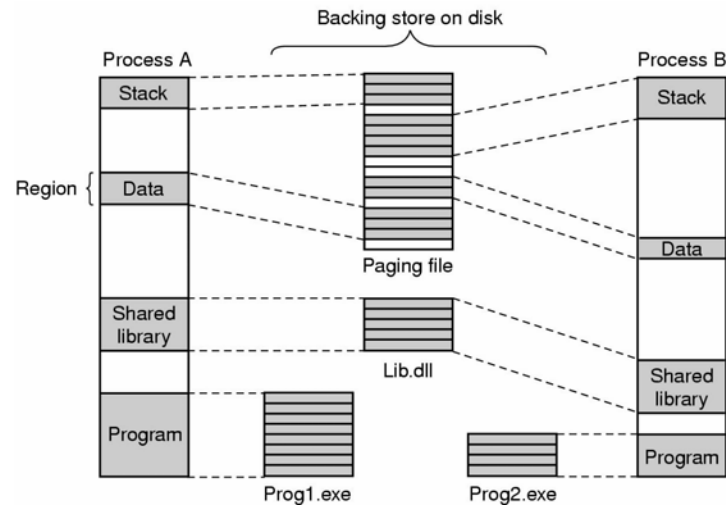 Backing store on disk
Process A
Process B
Stack
Stack
Region
Data
Data
Paging file
Shared
library
Lib.dll
Shared
library
Program
Program
Prog1.exe
Prog2.exe